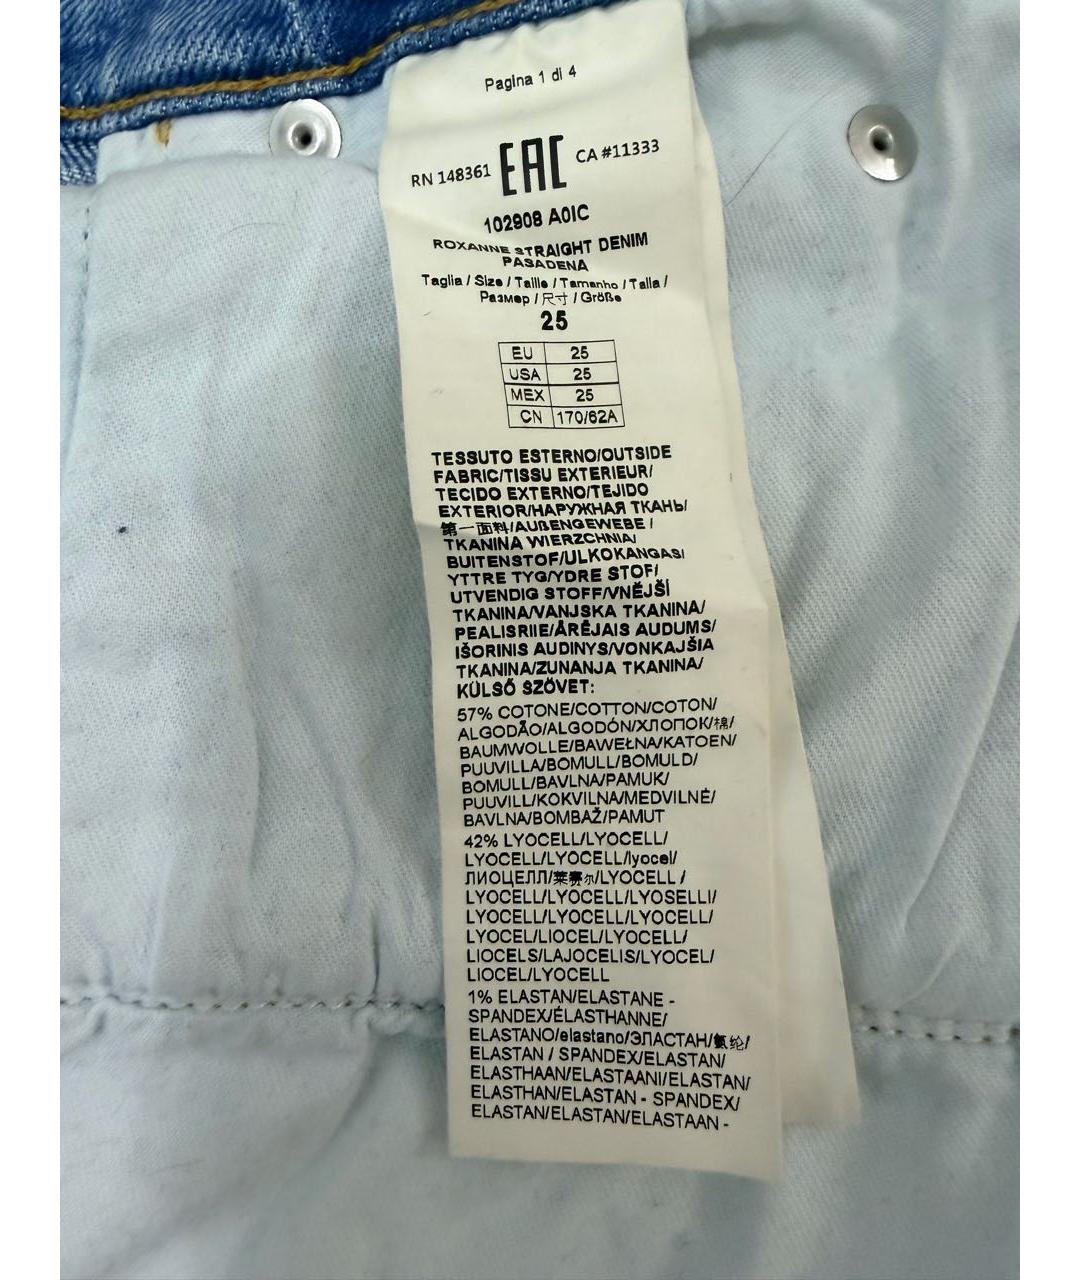 Pagina 1 di 4
RN 148361 EAC CA #11333
102908 A0IC
ROXANNE STRAIGHT DENIM
PASADENA
Taglia / Size / Taille / Tamanho / Talla /
Размер / 尺寸 / Größe
25
EU 25
USA 25
MEX 25
CN 170/62A
TESSUTO ESTERNO/OUTSIDE
FABRIC/TISSU EXTERIEUR/
TECIDO EXTERNO/TEJIDO
EXTERIOR/НАРУЖНАЯ ТКАНЬ/
第一面料/AUßENGEWEBE /
TKANINA WIERZCHNIA/
BUITENSTOF/ULKOKANGAS/
YTTRE TYG/YDRE STOF/
UTVENDIG STOFF/VNĚJŠÍ
TKANINA/VANJSKA TKANINA/
PEALISRIIE/ĀRĒJAIS AUDUMS/
IŠORINIS AUDINYS/VONKAJŠIA
TKANINA/ZUNANJA TKANINA/
KÜLSŐ SZÖVET:
57% COTONE/COTTON/COTON/
ALGODÃO/ALGODÓN/ХЛОПОК/棉/
BAUMWOLLE/BAWEŁNA/KATOEN/
PUUVILLA/BOMULL/BOMULD/
BOMULL/BAVLNA/PAMUK/
PUUVILL/KOKVILNA/MEDVILNĖ/
BAVLNA/BOMBAŽ/PAMUT
42% LYOCELL/LYOCELL/
LYOCELL/LYOCELL/lyocel/
ЛИОЦЕЛЛ/莱赛尔/LYOCELL /
LYOCELL/LYOCELL/LYOSELLI/
LYOCELL/LYOCELL/LYOCELL/
LYOCEL/LIOCEL/LYOCELL/
LIOCELS/LAJOCELIS/LYOCEL/
LIOCEL/LYOCELL
1% ELASTAN/ELASTANE -
SPANDEX/ÉLASTHANNE/
ELASTANO/elastano/ЭЛАСТАН/氨纶/
ELASTAN / SPANDEX/ELASTAN/
ELASTHAAN/ELASTAANI/ELASTAN/
ELASTHAN/ELASTAN - SPANDEX/
ELASTAN/ELASTAN/ELASTAAN -